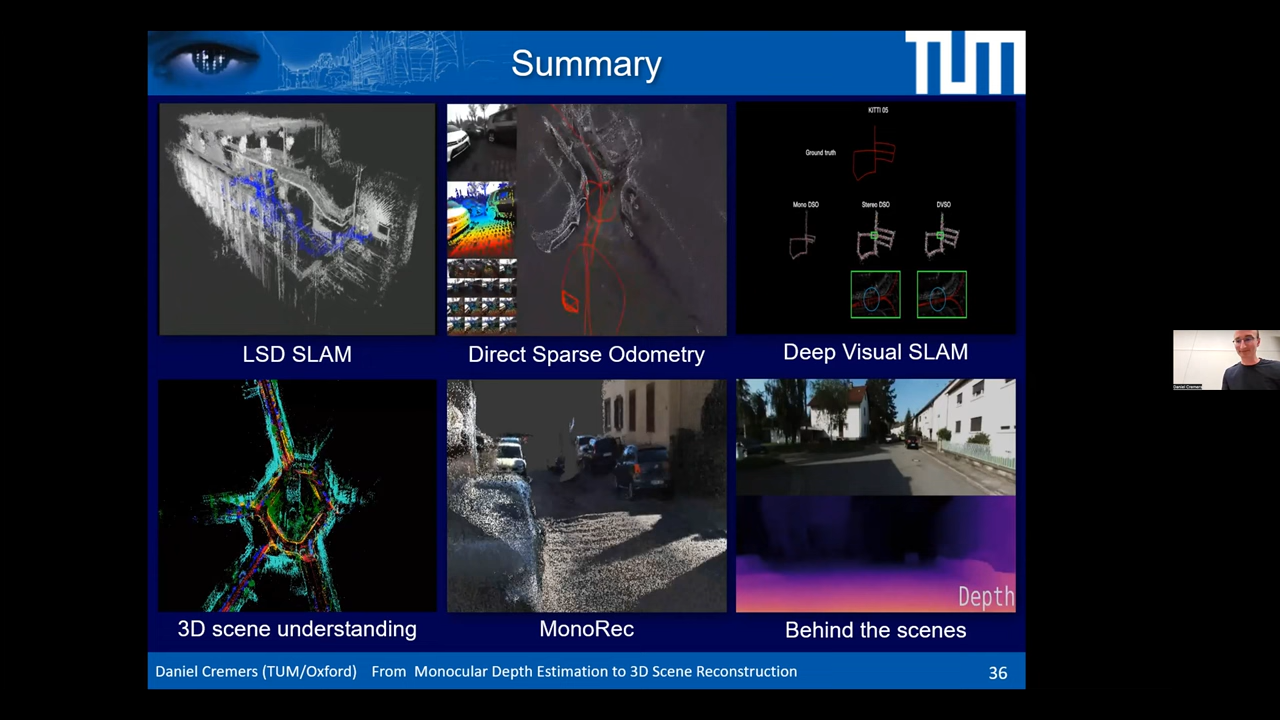 Summary
TUM
KITTI 05
Ground truth
Mono DSO
Stereo DSO
DVSO
LSD SLAM
Direct Sparse Odometry
Deep Visual SLAM
Depth
3D scene understanding
MonoRec
Behind the scenes
Daniel Cremers (TUM/Oxford) From Monocular Depth Estimation to 3D Scene Reconstruction
36
Daniel Cremers